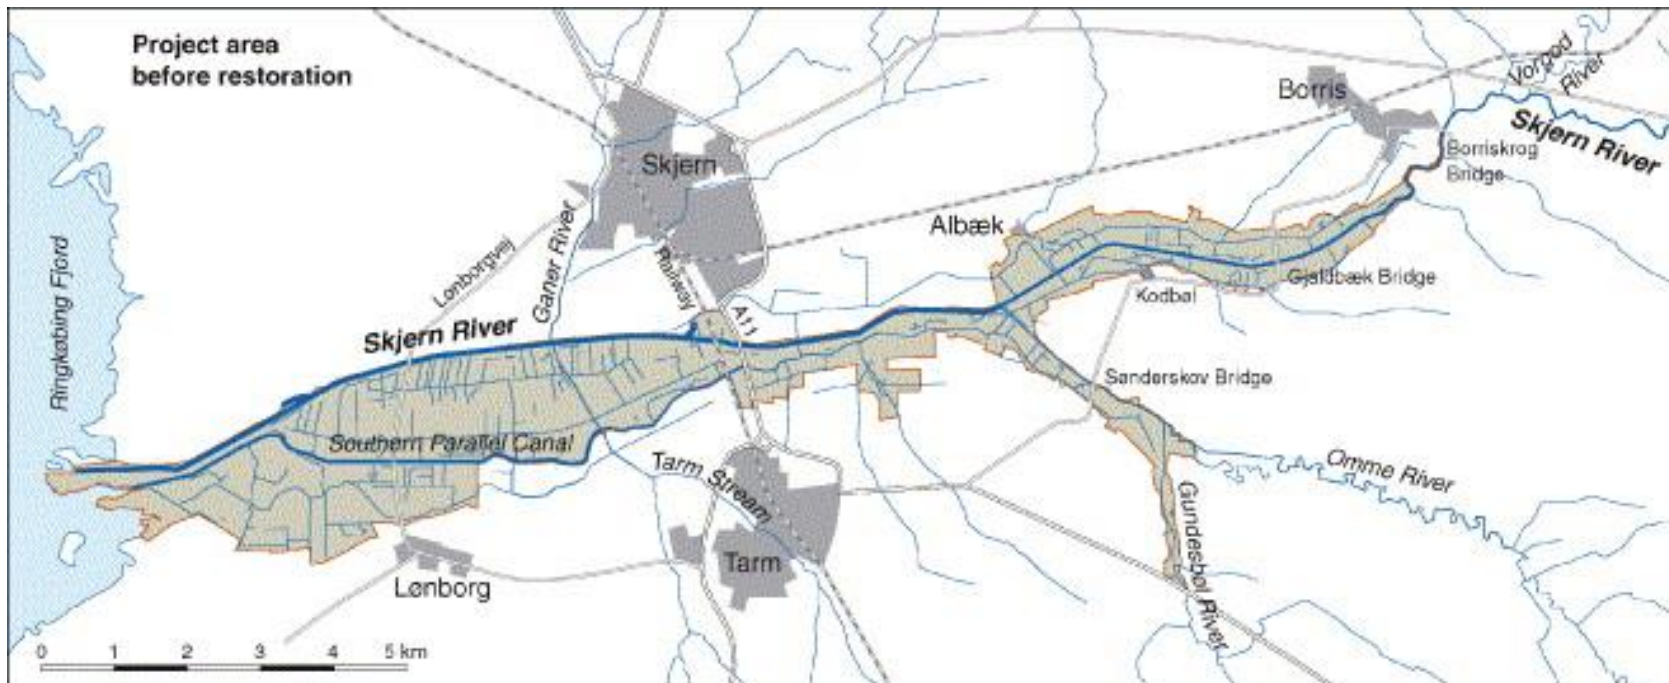 Project area
before restoration
Vorgod
River
Borris
Skjern River
Skjern
Borriskrog
Bridge
Albæk
Ringkøbing Fjord
Ganer River
Lønborgvej
Railway
A11
Gjaldbæk Bridge
Kodbøl
Skjern River
Sønderskov Bridge
Southern Parallel Canal
Tarm Stream
Omme River
Gundesbøl River
Tarm
Lønborg
0 1 2 3 4 5 km